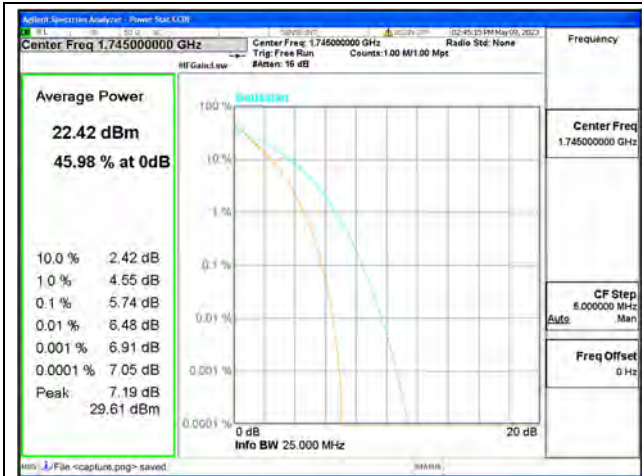 Agilent Spectrum Analyzer - Power Stat CCDF
02:45:15 PM May 09, 2023
Center Freq 1.745000000 GHz
Center Freq: 1.745000000 GHz
Radio Std: None
Trig: Free Run
Counts:1.00 M/1.00 Mpt
#IFGain:Low
#Atten: 16 dB
Frequency
Average Power
22.42 dBm
45.98 % at 0dB
10.0 % 2.42 dB
1.0 % 4.55 dB
0.1 % 5.74 dB
0.01 % 6.48 dB
0.001 % 6.91 dB
0.0001 % 7.05 dB
Peak 7.19 dB
29.61 dBm
Gaussian
100 %
10 %
1 %
0.1 %
0.01 %
0.001 %
0.0001 %
0 dB
20 dB
Info BW 25.000 MHz
Center Freq
1.745000000 GHz
CF Step
5.000000 MHz
Auto Man
Freq Offset
0 Hz
MSG
File <capture.png> saved
STATUS